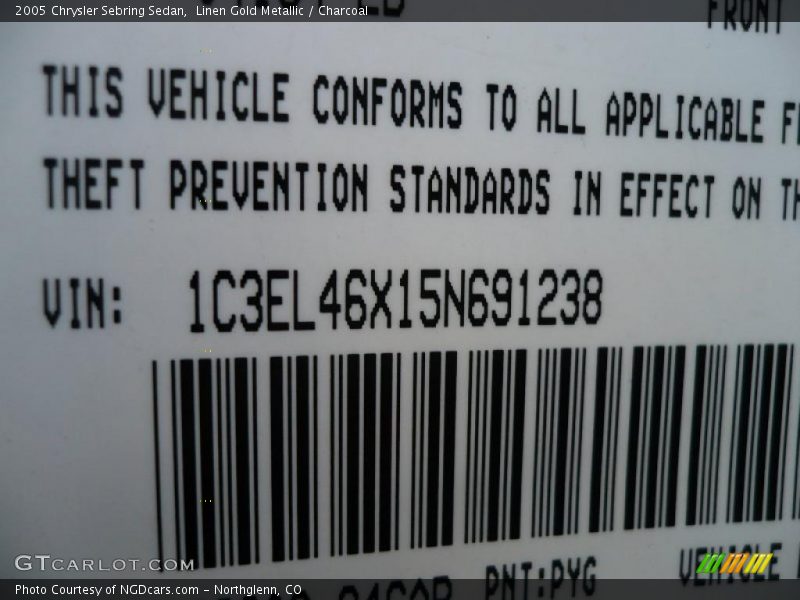 2005 Chrysler Sebring Sedan,  Linen Gold Metallic / Charcoal
FRONT
THIS VEHICLE CONFORMS TO ALL APPLICABLE
THEFT PREVENTION STANDARDS IN EFFECT ON
VIN: 1C3EL46X15N691238
GTCARLOT.COM
PNT:PYG VEHICLE
Photo Courtesy of NGDcars.com – Northglenn, CO